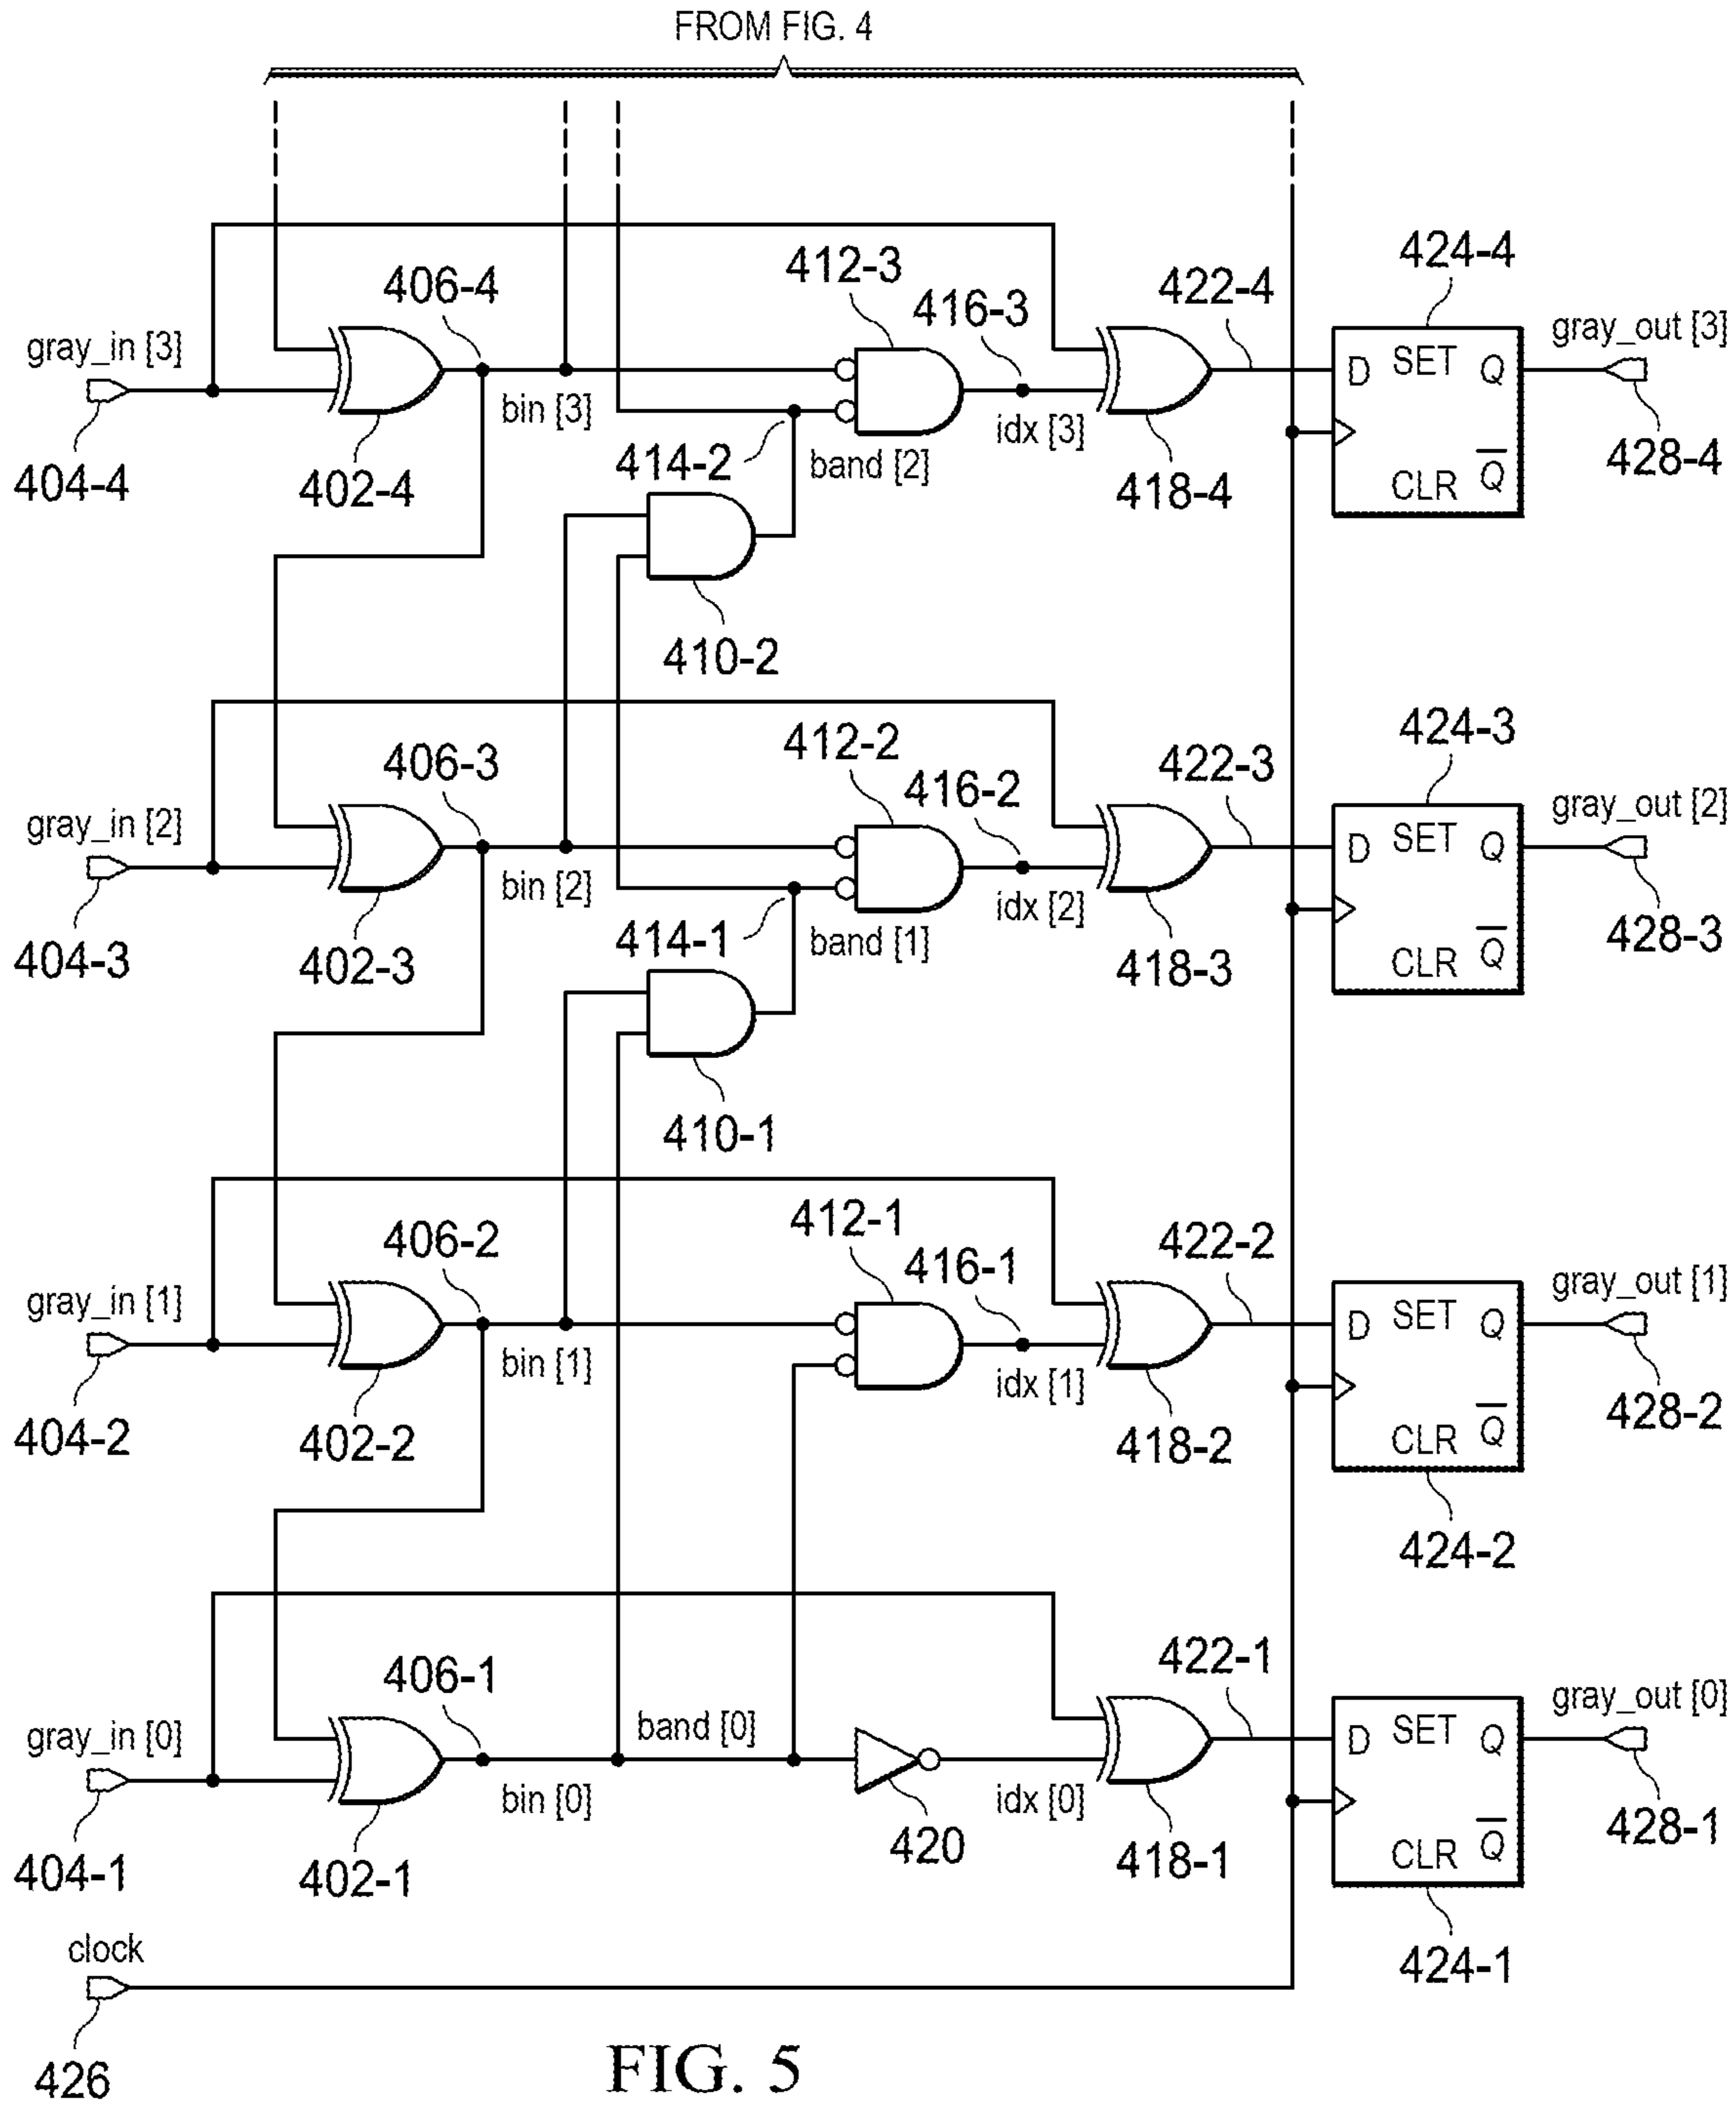 FROM FIG. 4
gray_in [3]
404-4
402-4
406-4
bin [3]
414-2
band [2]
412-3
416-3
idx [3]
418-4
422-4
424-4
D SET Q
CLR Q̅
gray_out [3]
428-4
410-2
gray_in [2]
404-3
402-3
406-3
bin [2]
414-1
band [1]
412-2
416-2
idx [2]
418-3
422-3
424-3
D SET Q
CLR Q̅
gray_out [2]
428-3
410-1
gray_in [1]
404-2
402-2
406-2
bin [1]
412-1
416-1
idx [1]
418-2
422-2
D SET Q
CLR Q̅
424-2
gray_out [1]
428-2
gray_in [0]
404-1
402-1
406-1
bin [0]
band [0]
420
idx [0]
418-1
422-1
D SET Q
CLR Q̅
424-1
gray_out [0]
428-1
clock
426
FIG. 5